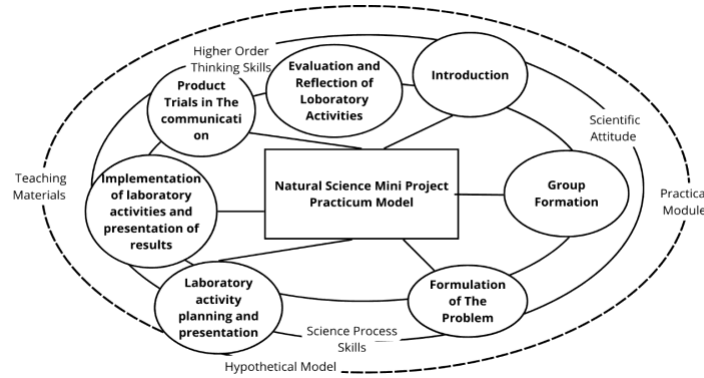 Higher Order
Thinking Skills
Evaluation and
Reflection of
Loboratory
Activities
Introduction
Product
Trials in The
communicati
on
Scientific
Attitude
Teaching
Materials
Implementation
of laboratory
activities and
presentation of
results
Natural Science Mini Project
Practicum Model
Group
Formation
Practical
Module
Laboratory
activity
planning and
presentation
Formulation
of The
Problem
Science Process
Skills
Hypothetical Model